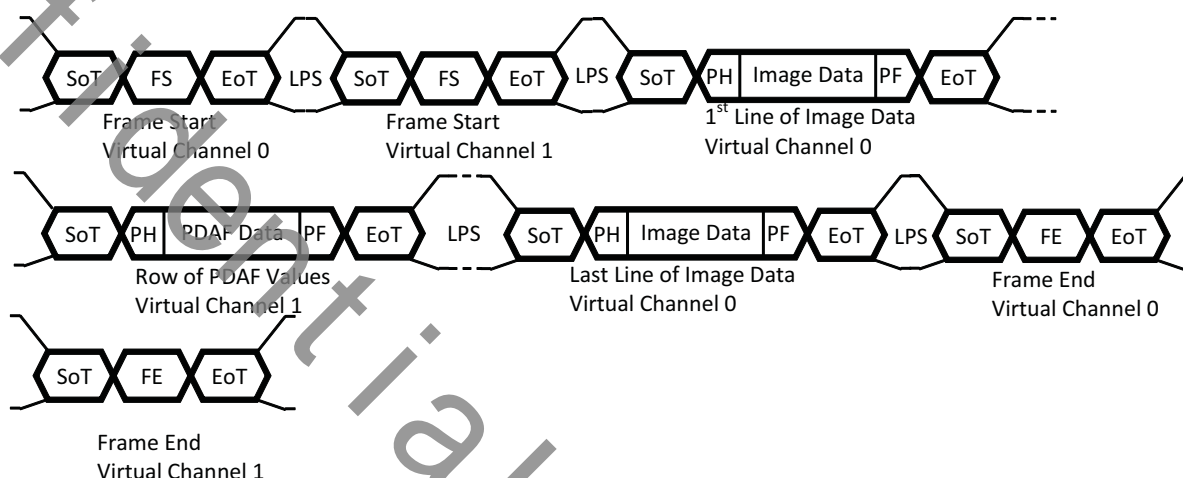 SoT FS EoT LPS SoT FS EoT LPS SoT PH Image Data PF EoT
Frame Start
Virtual Channel 0
Frame Start
Virtual Channel 1
1st Line of Image Data
Virtual Channel 0
SoT PH PDAF Data PF EoT LPS SoT PH Image Data PF EoT LPS SoT FE EoT
Row of PDAF Values
Virtual Channel 1
Last Line of Image Data
Virtual Channel 0
Frame End
Virtual Channel 0
SoT FE EoT
Frame End
Virtual Channel 1
fidential